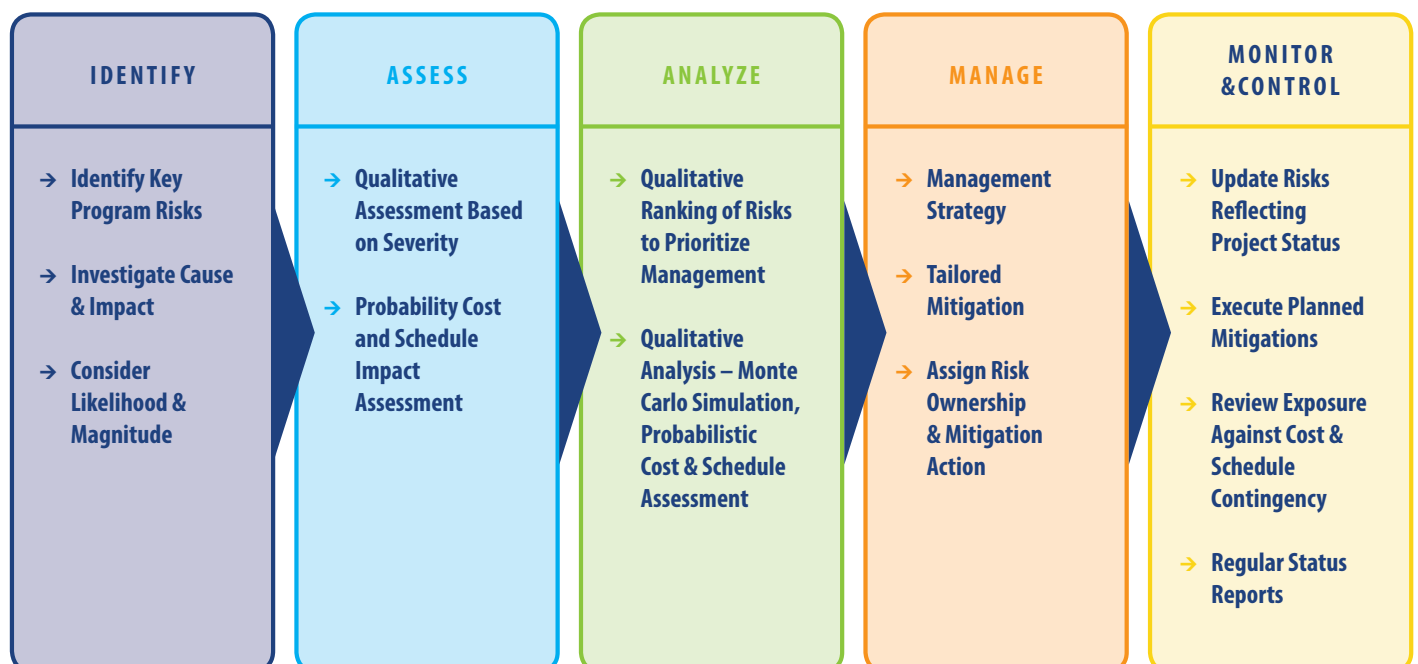 IDENTIFY
→ Identify Key
Program Risks
→ Investigate Cause
& Impact
→ Consider
Likelihood &
Magnitude
ASSESS
→ Qualitative
Assessment Based
on Severity
→ Probability Cost
and Schedule
Impact
Assessment
ANALYZE
→ Qualitative
Ranking of Risks
to Prioritize
Management
→ Qualitative
Analysis – Monte
Carlo Simulation,
Probabilistic
Cost & Schedule
Assessment
MANAGE
→ Management
Strategy
→ Tailored
Mitigation
→ Assign Risk
Ownership
& Mitigation
Action
MONITOR
&CONTROL
→ Update Risks
Reflecting
Project Status
→ Execute Planned
Mitigations
→ Review Exposure
Against Cost &
Schedule
Contingency
→ Regular Status
Reports